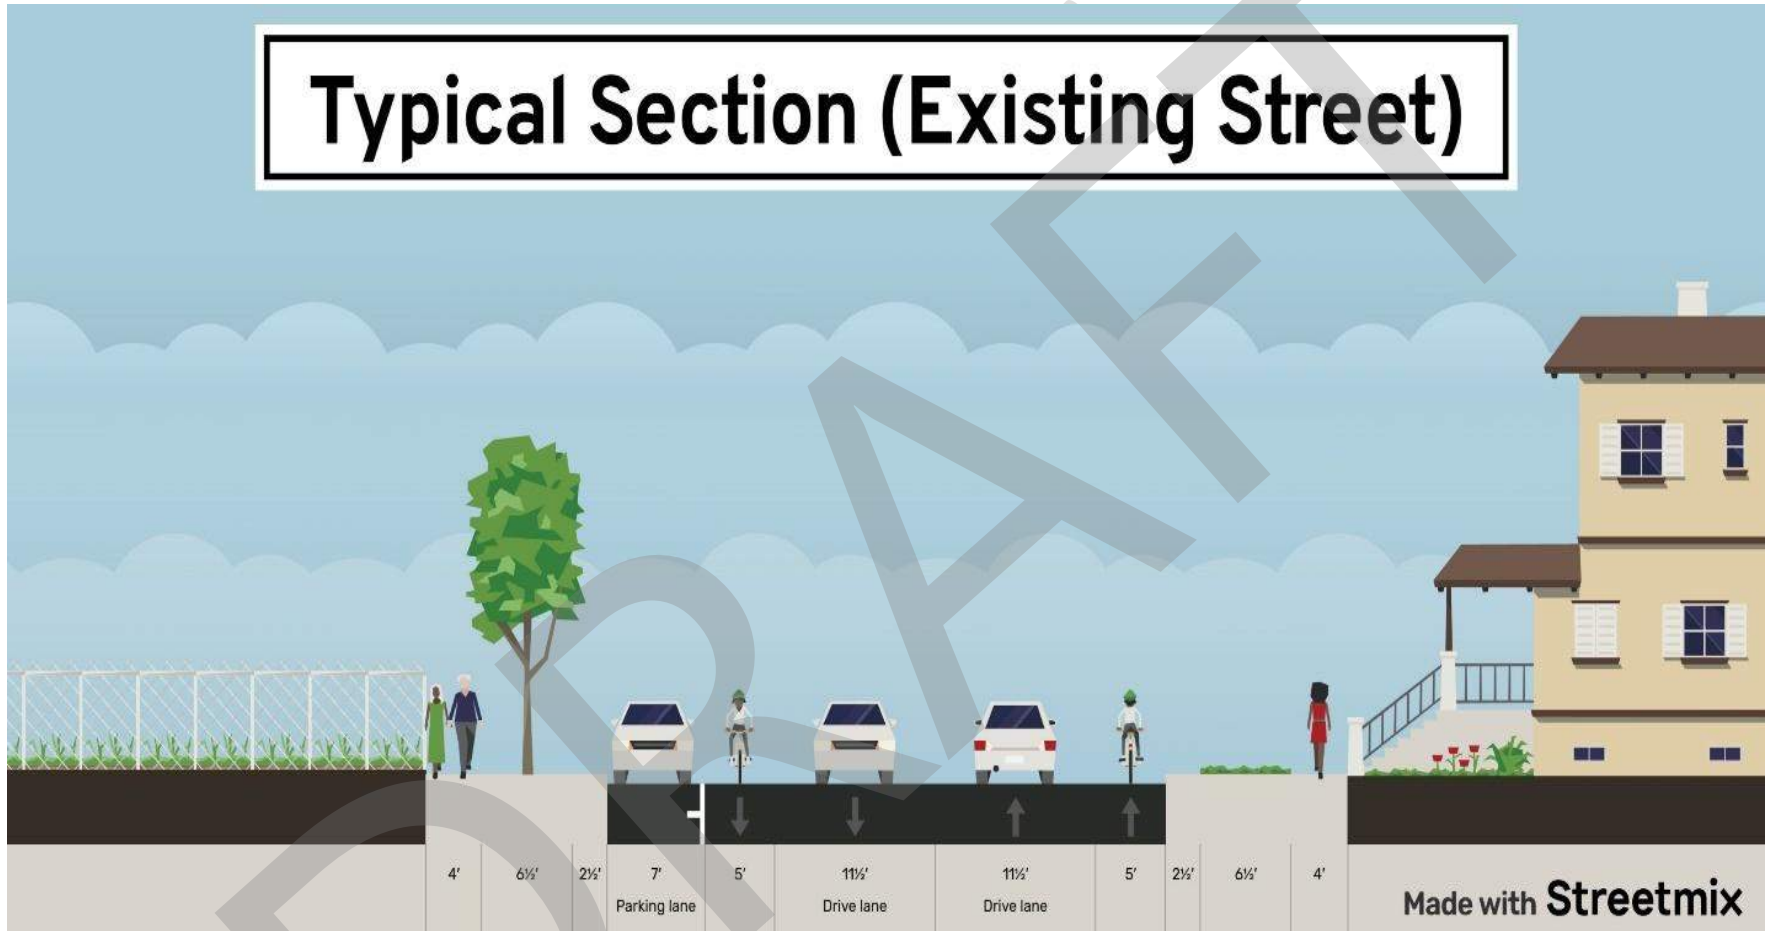 Typical Section (Existing Street)
DRAFT
4' 6½' 2½' 7' 5' 11½' 11½' 5' 2½' 6½' 4'
Parking lane Drive lane Drive lane
Made with Streetmix